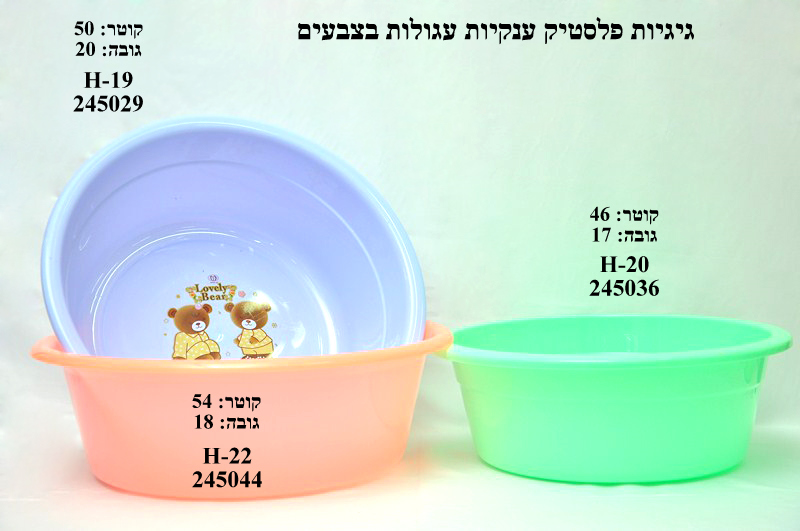 גיגיות פלסטיק ענקיות עגולות בצבעים
קוטר: 50
גובה: 20
H-19
245029
קוטר: 46
גובה: 17
H-20
245036
Lovely
Bear
קוטר: 54
גובה: 18
H-22
245044